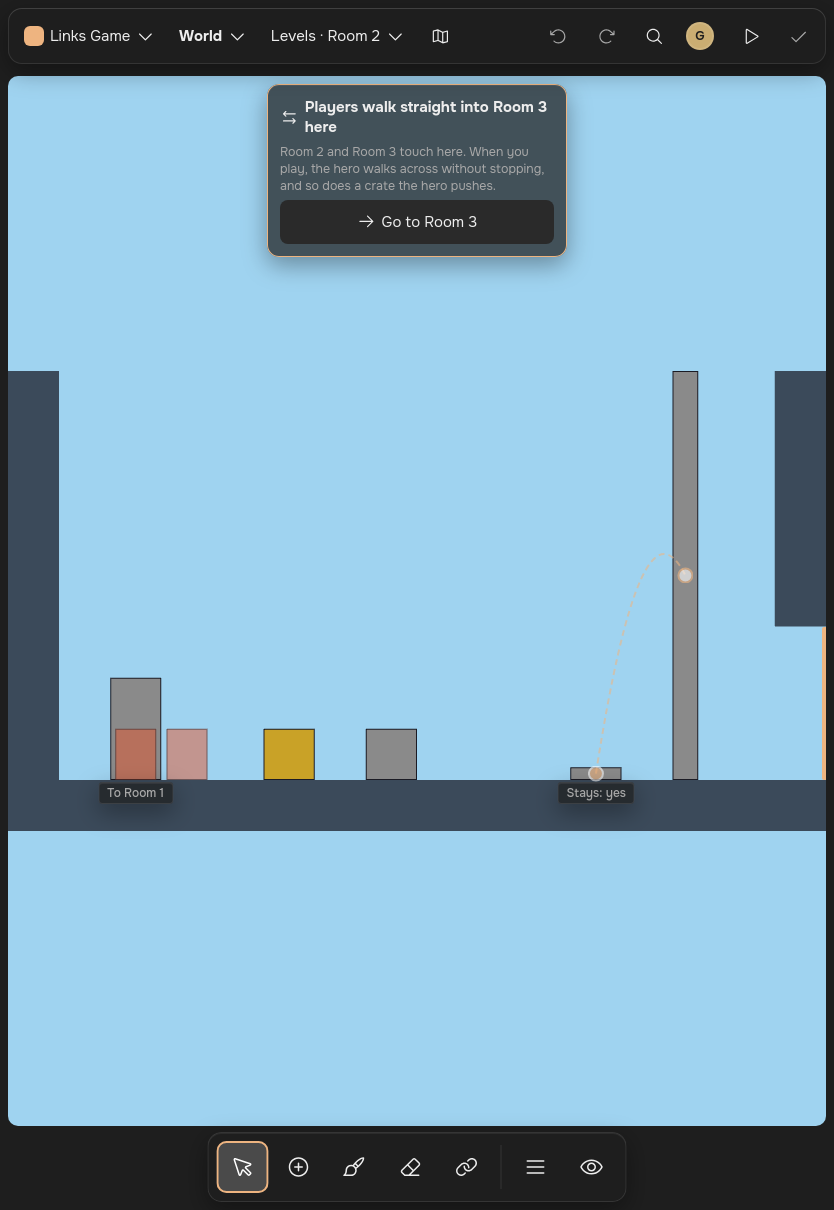 Links Game World Levels · Room 2 G
Players walk straight into Room 3
here
Room 2 and Room 3 touch here. When you
play, the hero walks across without stopping,
and so does a crate the hero pushes.
Go to Room 3
To Room 1
Stays: yes